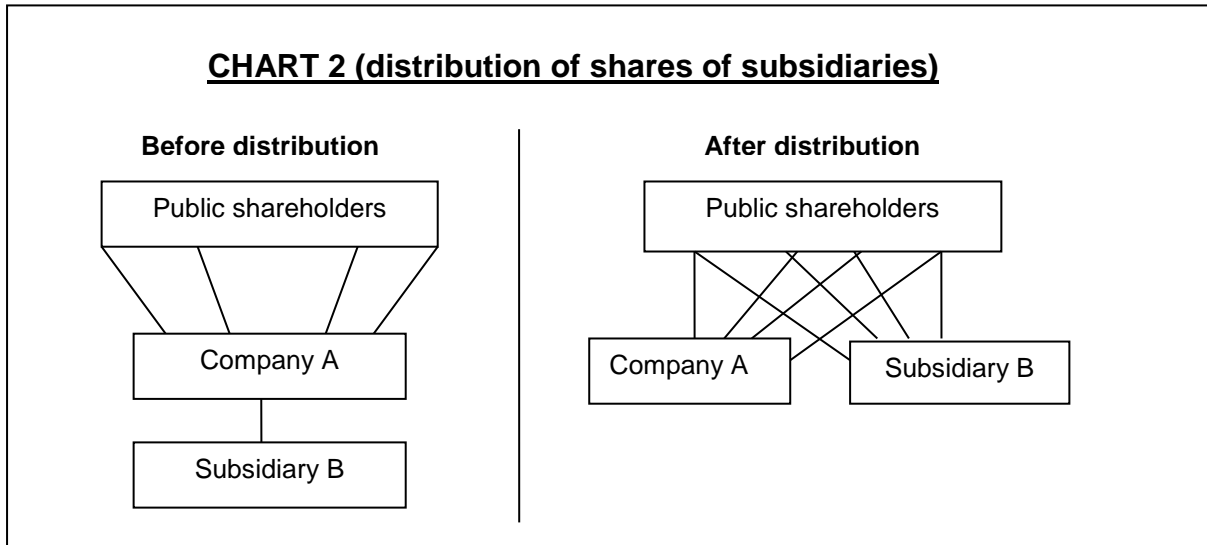 CHART 2 (distribution of shares of subsidiaries)
Before distribution
Public shareholders
Company A
Subsidiary B
After distribution
Public shareholders
Company A
Subsidiary B